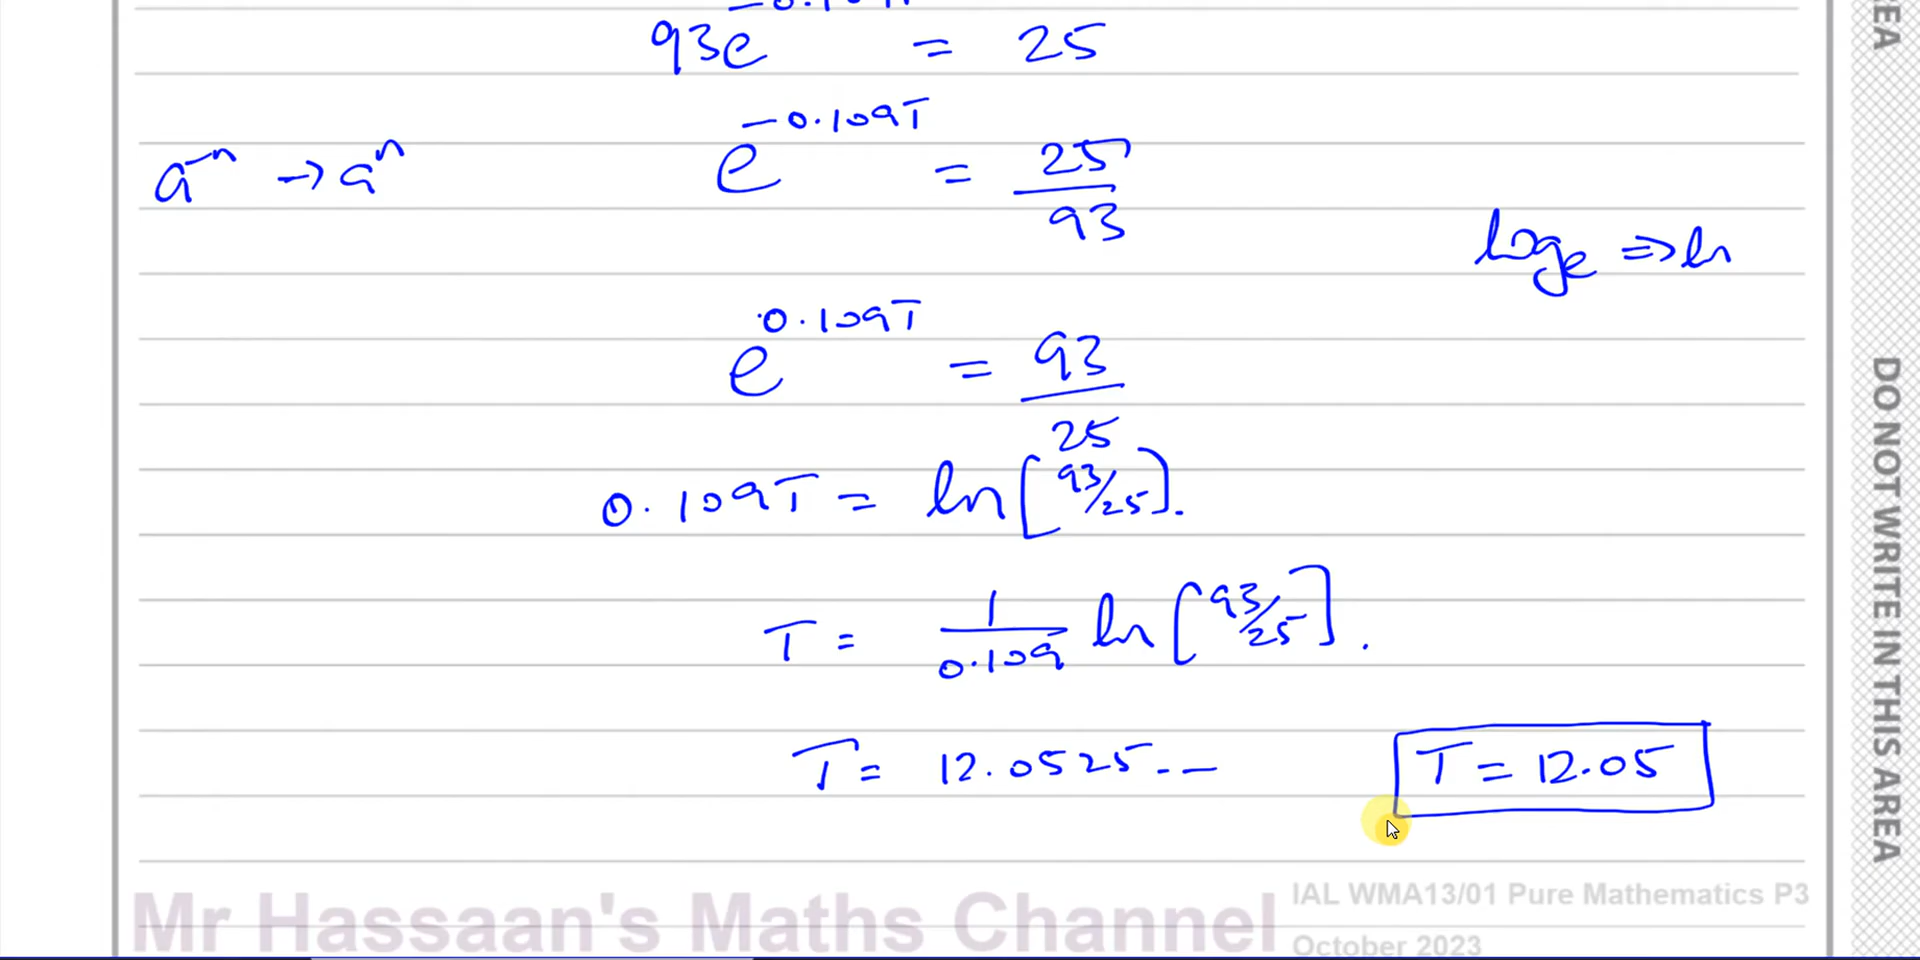 93e = 25
a⁻ⁿ → aⁿ e^(-0.109T) = 25/93
logₑ ⇒ ln
e^(0.109T) = 93/25
0.109T = ln[93/25].
T = 1/0.109 ln[93/25].
T = 12.0525... T = 12.05
Mr Hassaan's Maths Channel
IAL WMA13/01 Pure Mathematics P3
October 2023
EA
DO NOT WRITE IN THIS AREA